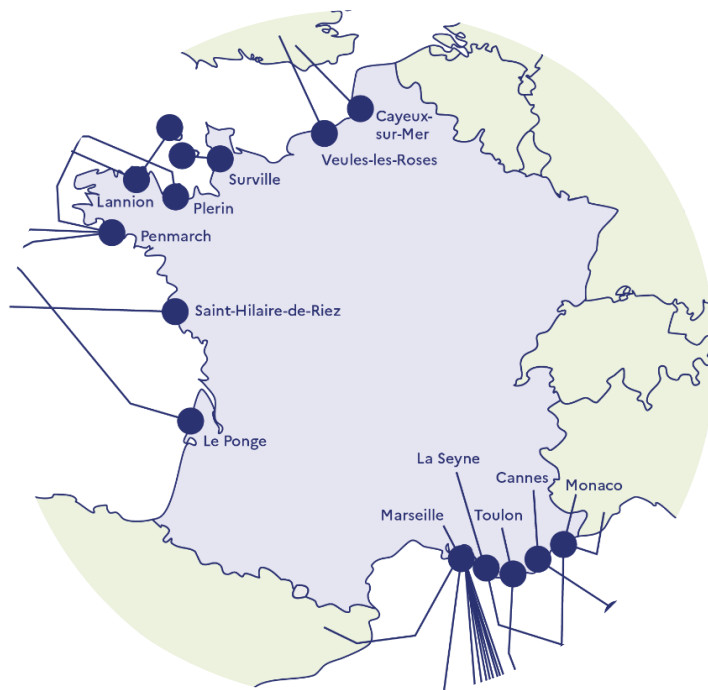 Cayeux-
sur-Mer
Veules-les-Roses
Surville
Lannion
Plerin
Penmarch
Saint-Hilaire-de-Riez
Le Ponge
La Seyne
Cannes
Monaco
Marseille
Toulon